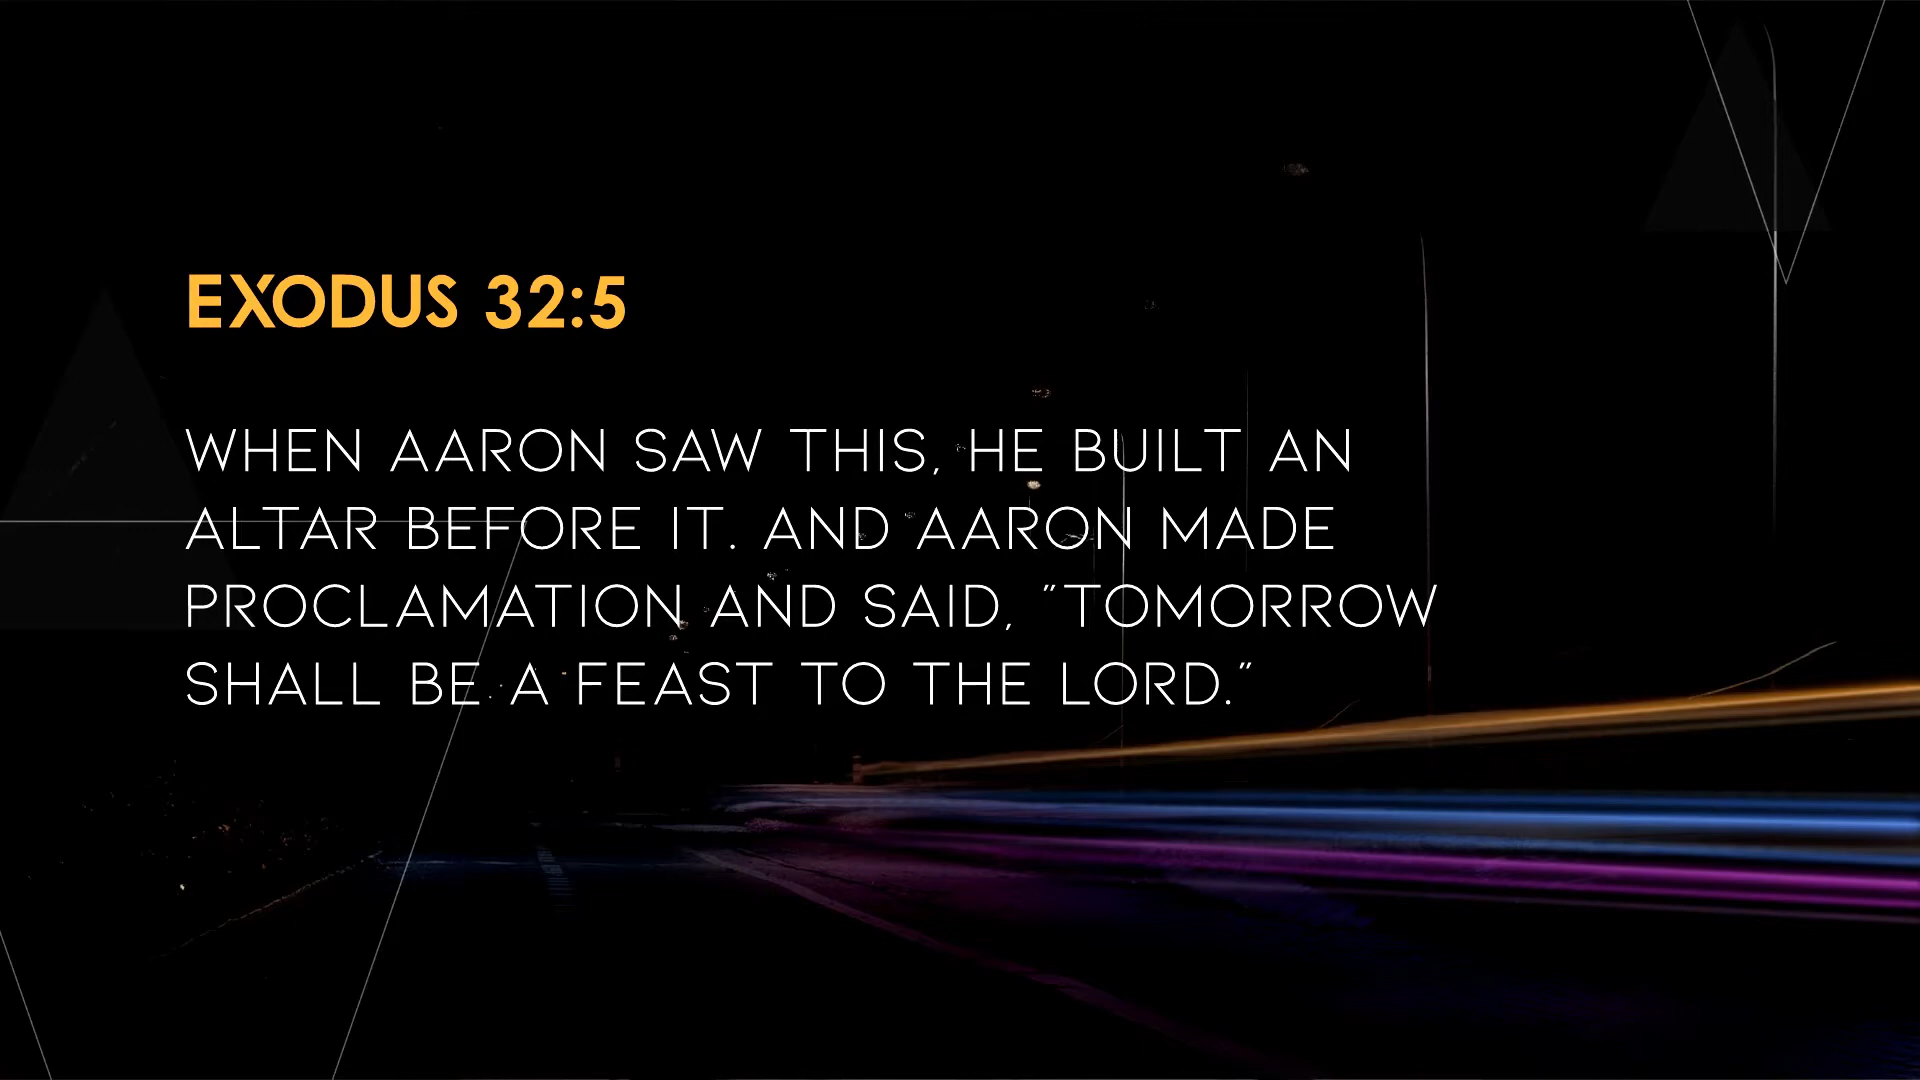 EXODUS 32:5
WHEN AARON SAW THIS, HE BUILT AN
ALTAR BEFORE IT. AND AARON MADE
PROCLAMATION AND SAID, "TOMORROW
SHALL BE A FEAST TO THE LORD."